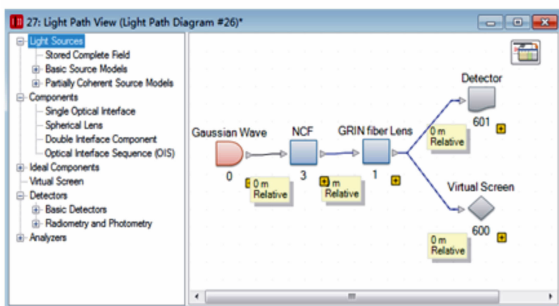 27: Light Path View (Light Path Diagram #26)*
Light Sources
Stored Complete Field
Basic Source Models
Partially Coherent Source Models
Components
Single Optical Interface
Spherical Lens
Double Interface Component
Optical Interface Sequence (OIS)
Ideal Components
Virtual Screen
Detectors
Basic Detectors
Radiometry and Photometry
Analyzers
Detector
601
0 m
Relative
Gaussian Wave
NCF
GRIN fiber Lens
0
3
1
0 m
Relative
m
Relative
Virtual Screen
600
0 m
Relative